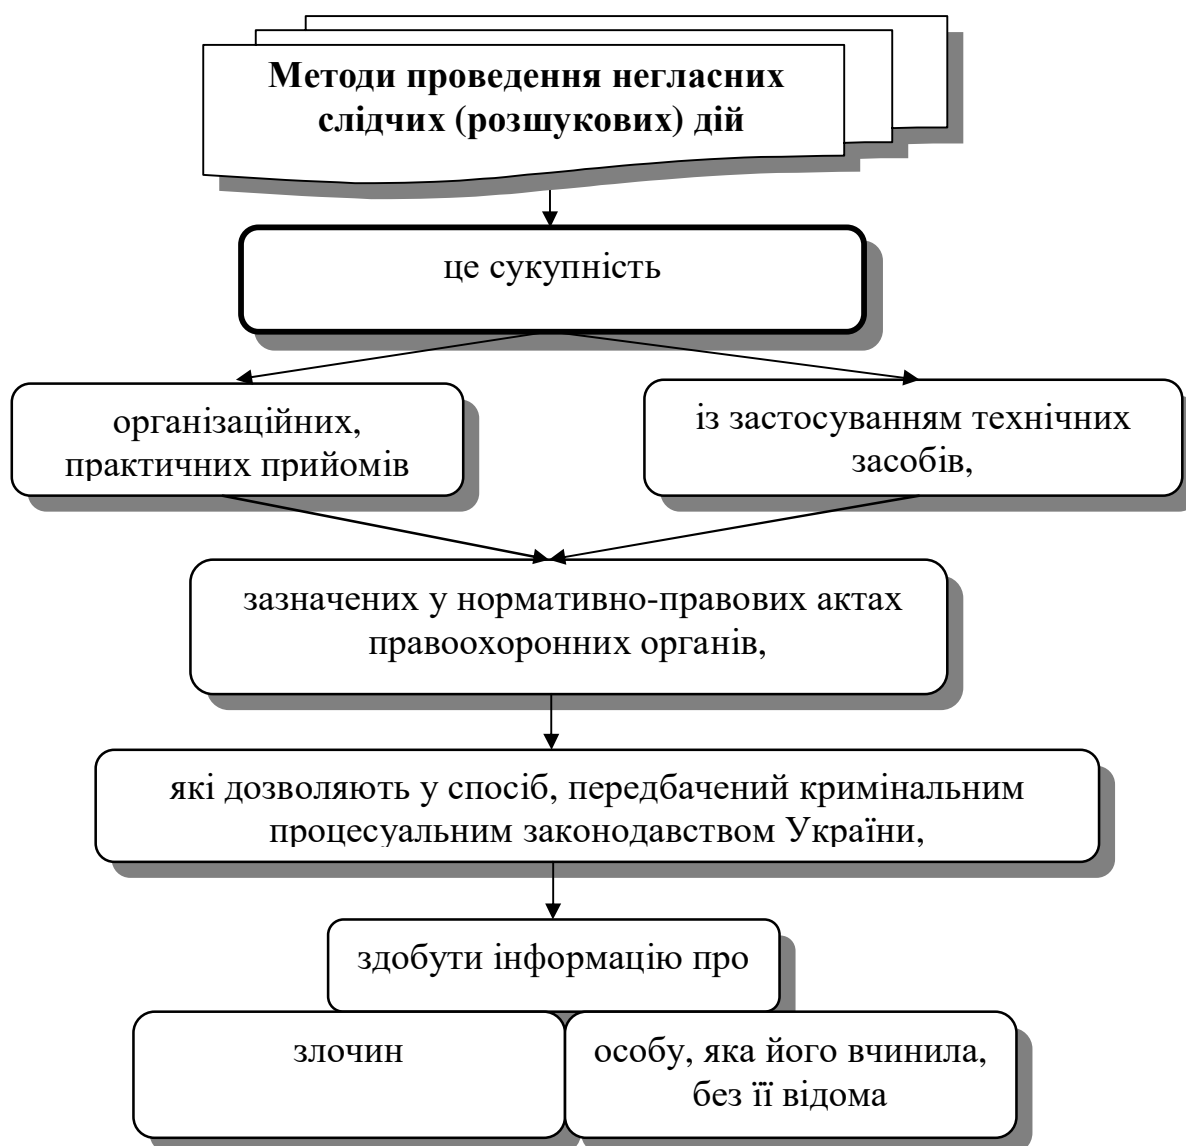 Методи проведення негласних
слідчих (розшукових) дій
це сукупність
організаційних,
практичних прийомів
із застосуванням технічних
засобів,
зазначених у нормативно-правових актах
правоохоронних органів,
які дозволяють у спосіб, передбачений кримінальним
процесуальним законодавством України,
здобути інформацію про
злочин
особу, яка його вчинила,
без її відома